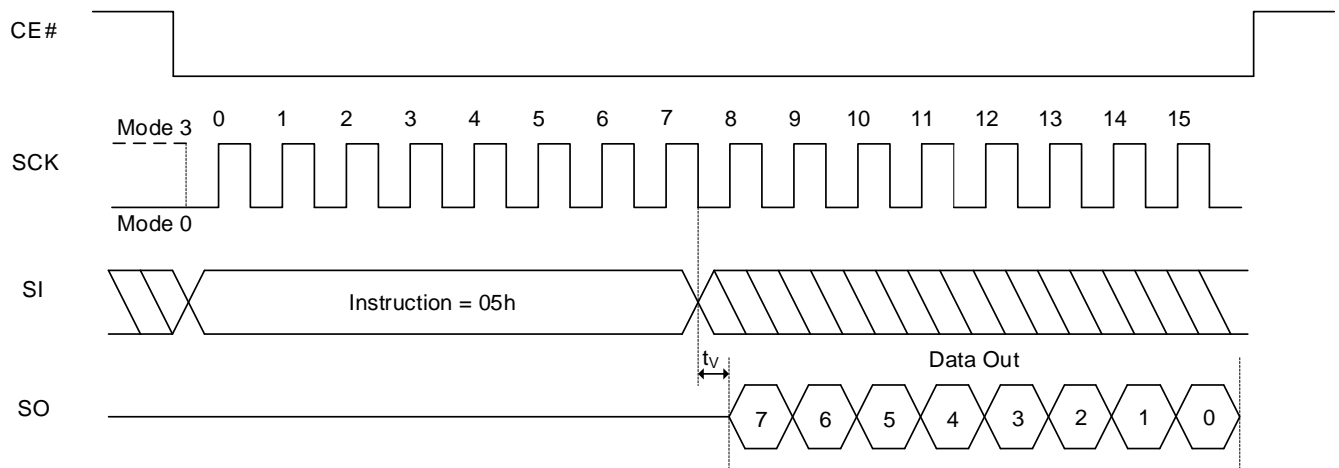 CE#
0 1 2 3 4 5 6 7 8 9 10 11 12 13 14 15
Mode 3
SCK
Mode 0
SI
Instruction = 05h
tV
Data Out
SO
7 6 5 4 3 2 1 0